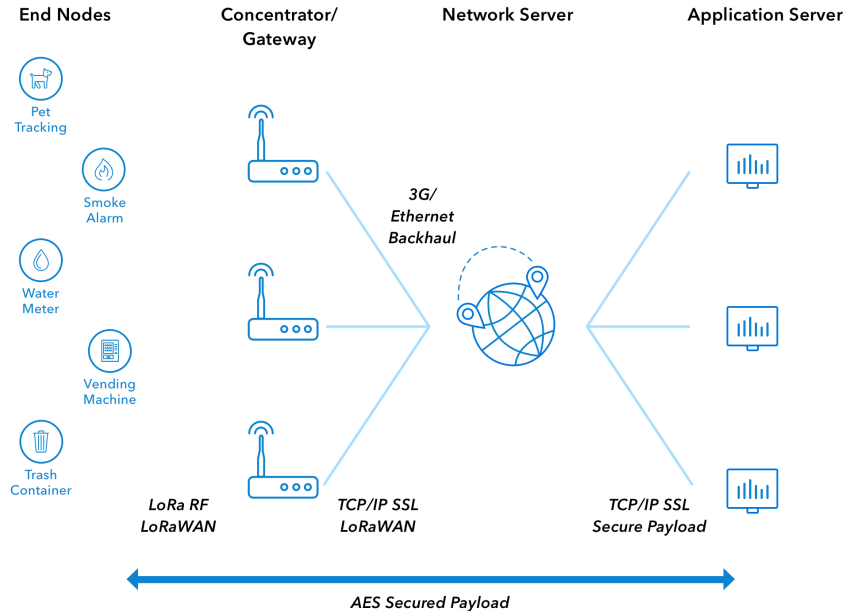 End Nodes
Concentrator/
Gateway
Network Server
Application Server
Pet
Tracking
Smoke
Alarm
Water
Meter
Vending
Machine
Trash
Container
3G/
Ethernet
Backhaul
LoRa RF
LoRaWAN
TCP/IP SSL
LoRaWAN
TCP/IP SSL
Secure Payload
AES Secured Payload